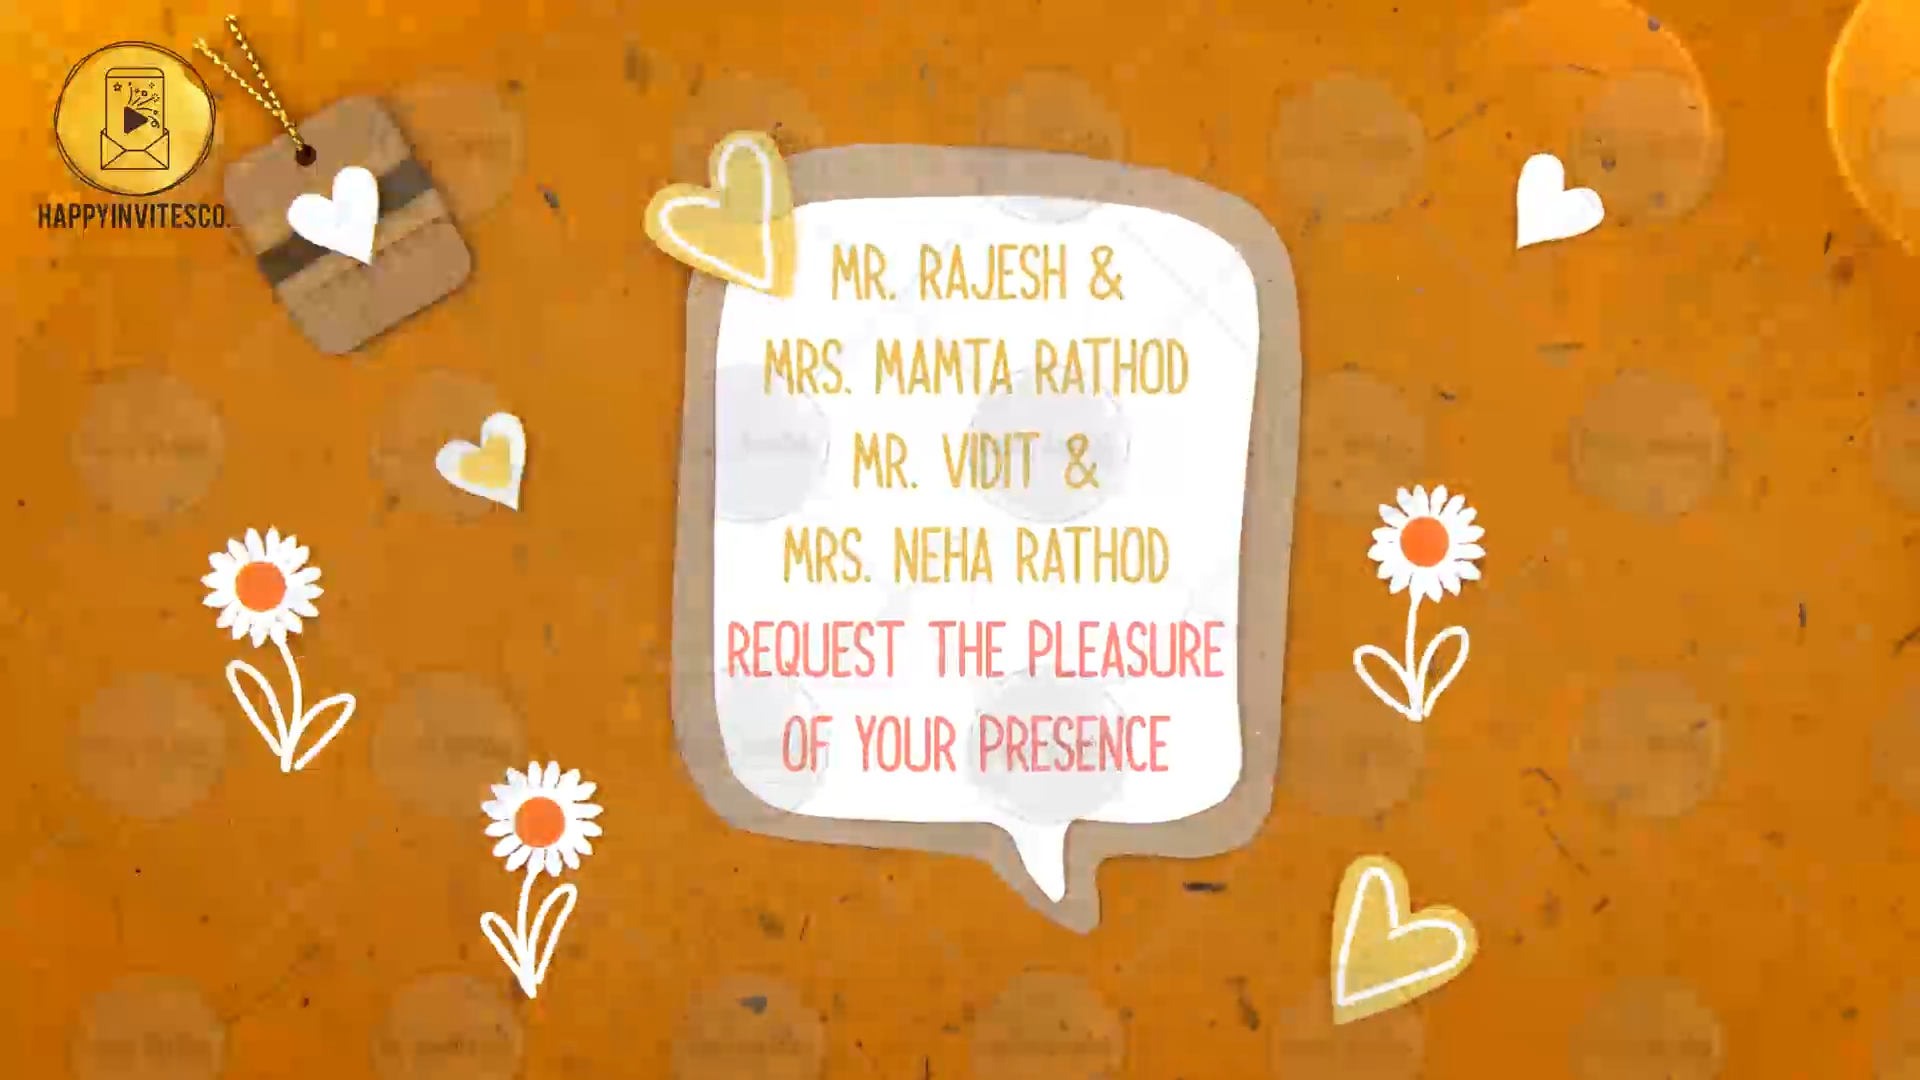 HAPPYINVITESCO.
MR. RAJESH &
MRS. MAMTA RATHOD
MR. VIDIT &
MRS. NEHA RATHOD
REQUEST THE PLEASURE
OF YOUR PRESENCE